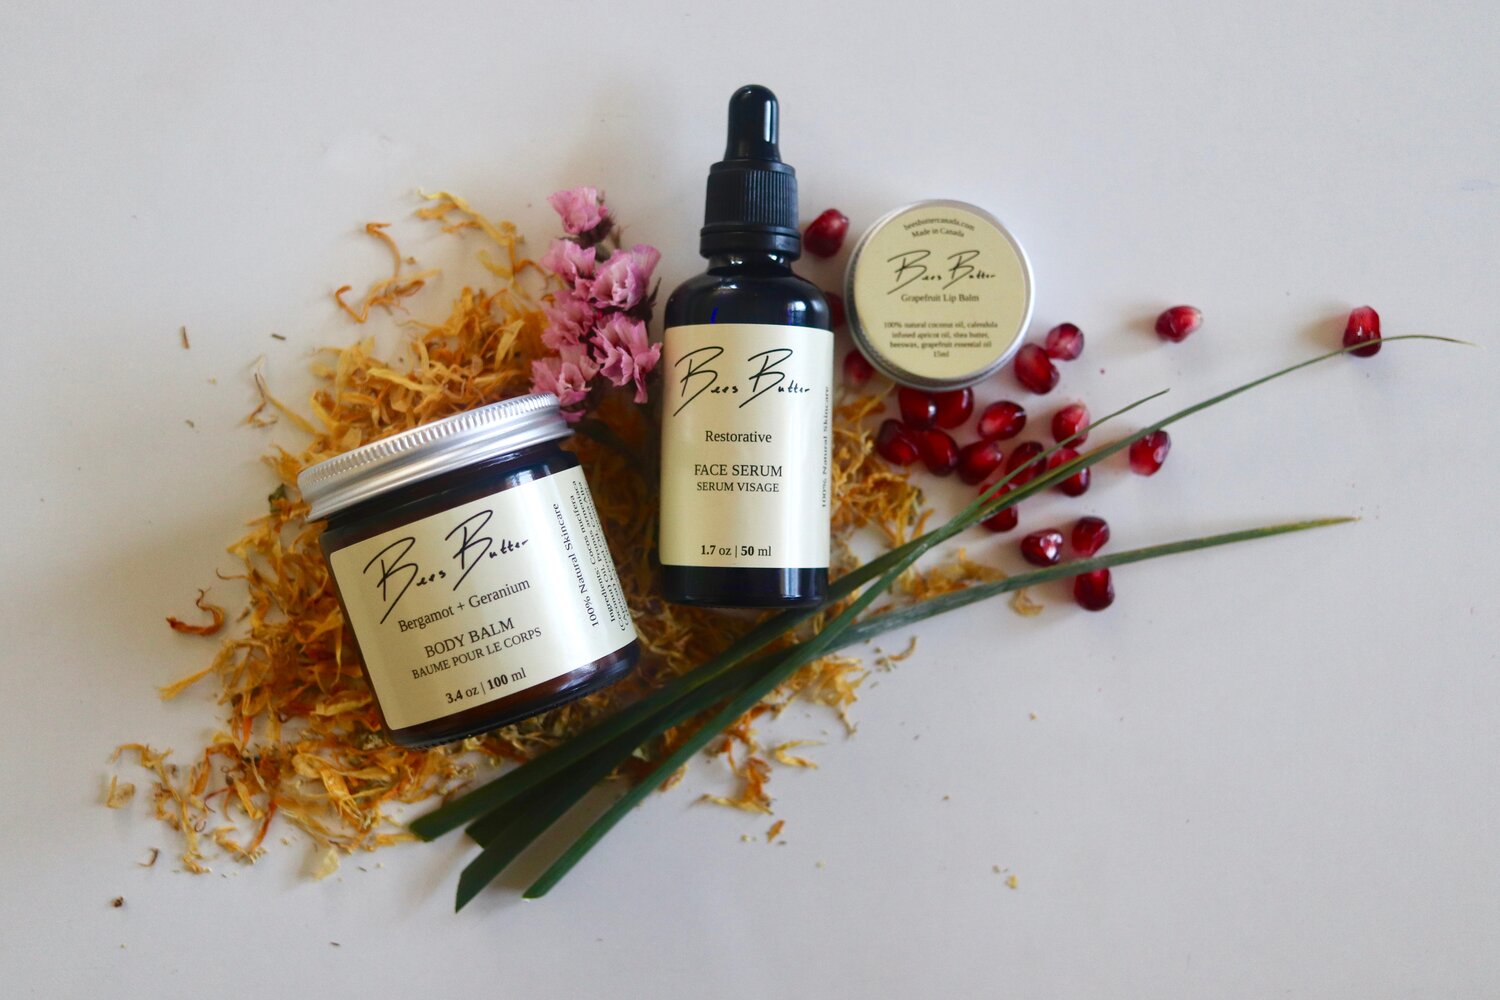 Bees Butter
Bergamot + Geranium
BODY BALM
BAUME POUR LE CORPS
3.4 oz | 100 ml
100% Natural Skincare
Bees Butter
Restorative
FACE SERUM
SERUM VISAGE
1.7 oz | 50 ml
100% Natural Skincare
beesbuttercanada.com
Made in Canada
Bees Butter
Grapefruit Lip Balm
100% natural coconut oil, calendula
infused apricot oil, shea butter,
beeswax, grapefruit essential oil
15ml